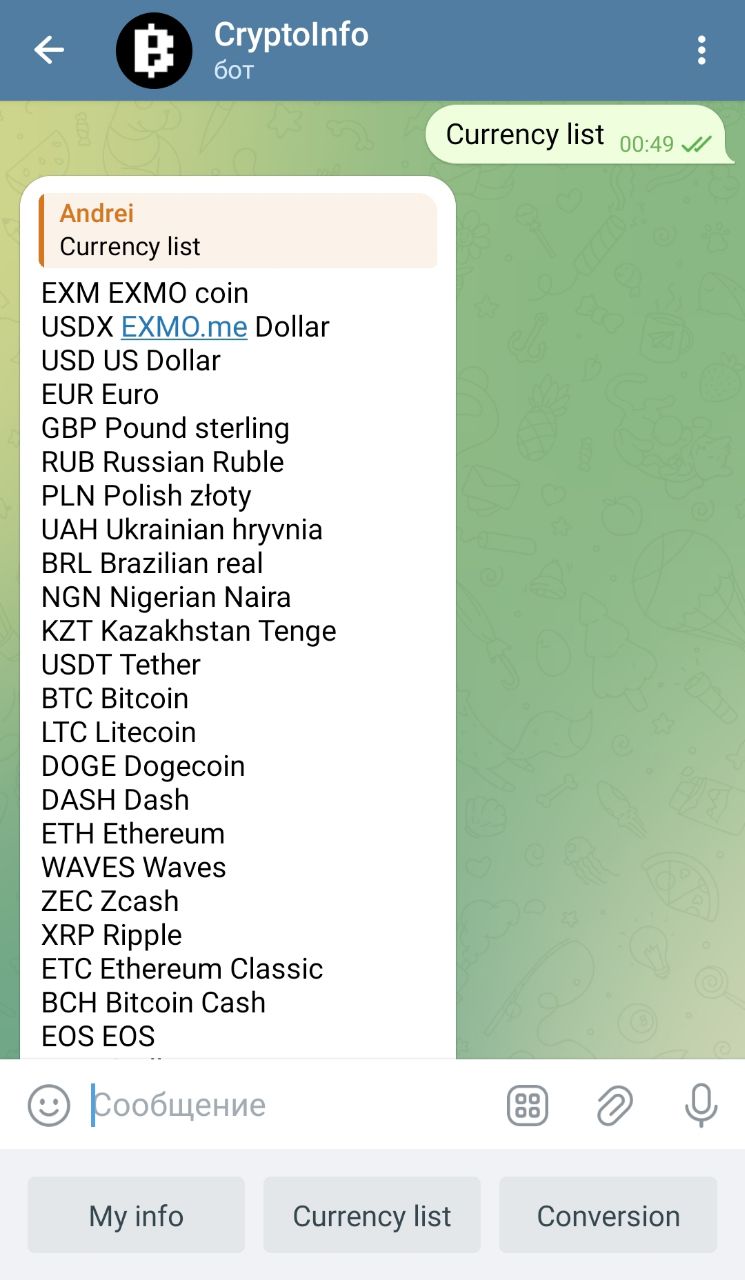 CryptoInfo
бот
Currency list 00:49
Andrei
Currency list
EXM EXMO coin
USDX EXMO.me Dollar
USD US Dollar
EUR Euro
GBP Pound sterling
RUB Russian Ruble
PLN Polish złoty
UAH Ukrainian hryvnia
BRL Brazilian real
NGN Nigerian Naira
KZT Kazakhstan Tenge
USDT Tether
BTC Bitcoin
LTC Litecoin
DOGE Dogecoin
DASH Dash
ETH Ethereum
WAVES Waves
ZEC Zcash
XRP Ripple
ETC Ethereum Classic
BCH Bitcoin Cash
EOS EOS
Сообщение
My info
Currency list
Conversion